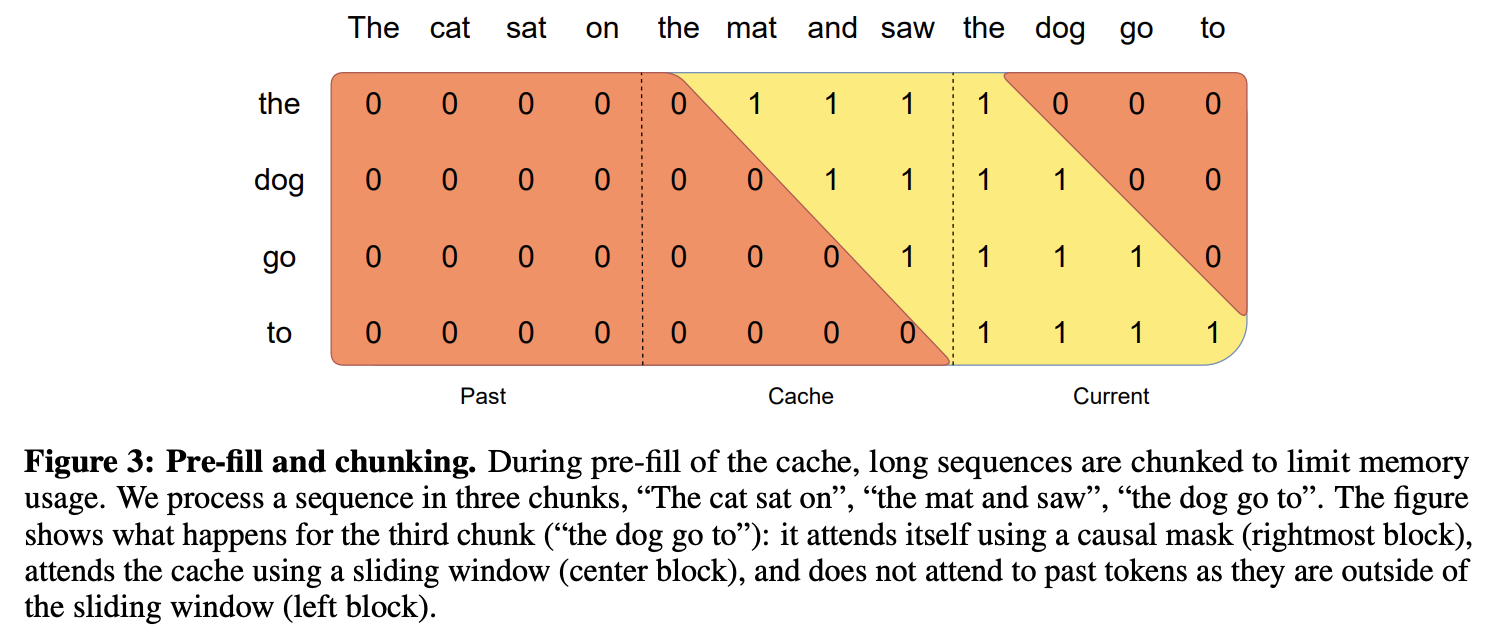 The cat sat on the mat and saw the dog go to
the 0 0 0 0 0 1 1 1 1 0 0 0
dog 0 0 0 0 0 0 1 1 1 1 0 0
go 0 0 0 0 0 0 0 1 1 1 1 0
to 0 0 0 0 0 0 0 0 1 1 1 1
Past Cache Current
Figure 3: Pre-fill and chunking. During pre-fill of the cache, long sequences are chunked to limit memory
usage. We process a sequence in three chunks, “The cat sat on”, “the mat and saw”, “the dog go to”. The figure
shows what happens for the third chunk (“the dog go to”): it attends itself using a causal mask (rightmost block),
attends the cache using a sliding window (center block), and does not attend to past tokens as they are outside of
the sliding window (left block).